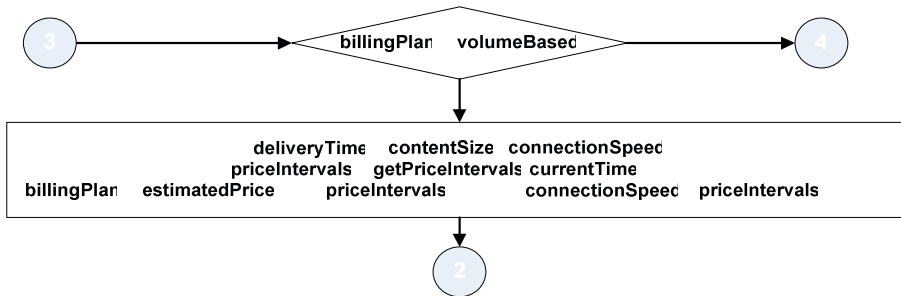 3 billingPlan volumeBased 4
deliveryTime contentSize connectionSpeed
priceIntervals getPriceIntervals currentTime
billingPlan estimatedPrice priceIntervals connectionSpeed priceIntervals
2